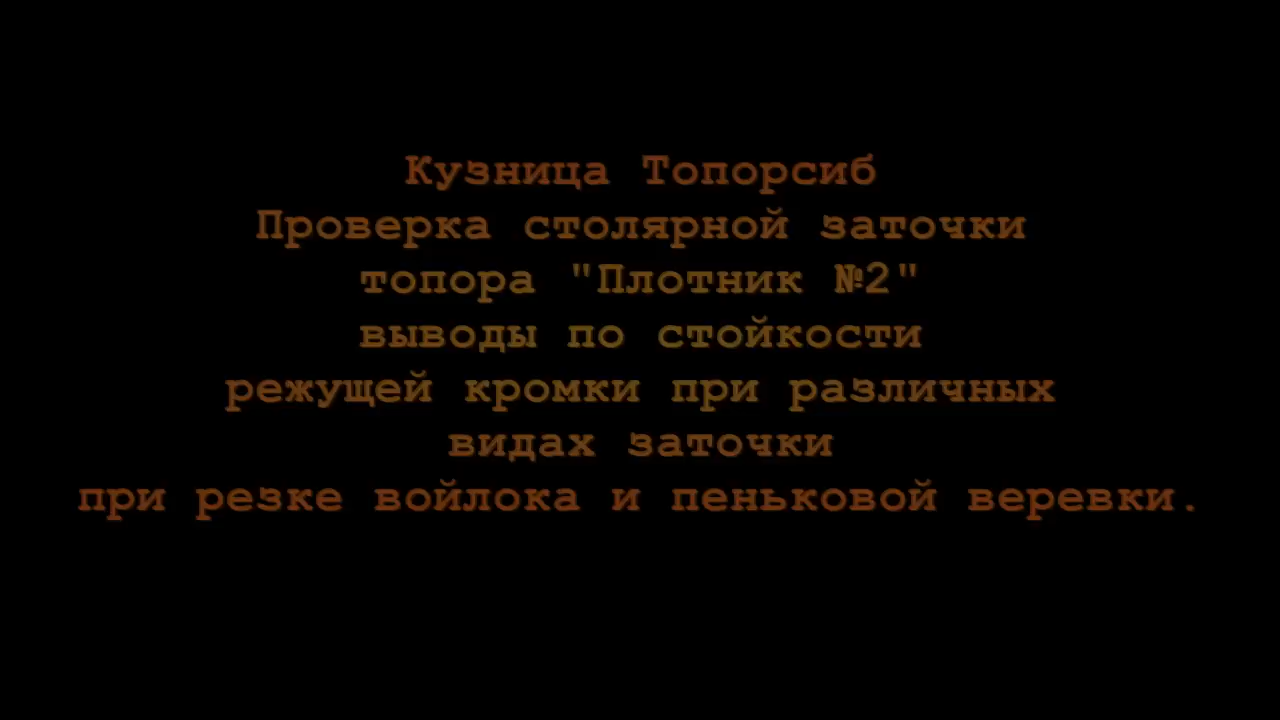 Кузница Топорсиб
Проверка столярной заточки
топора "Плотник №2"
выводы по стойкости
режущей кромки при различных
видах заточки
при резке войлока и пеньковой веревки.